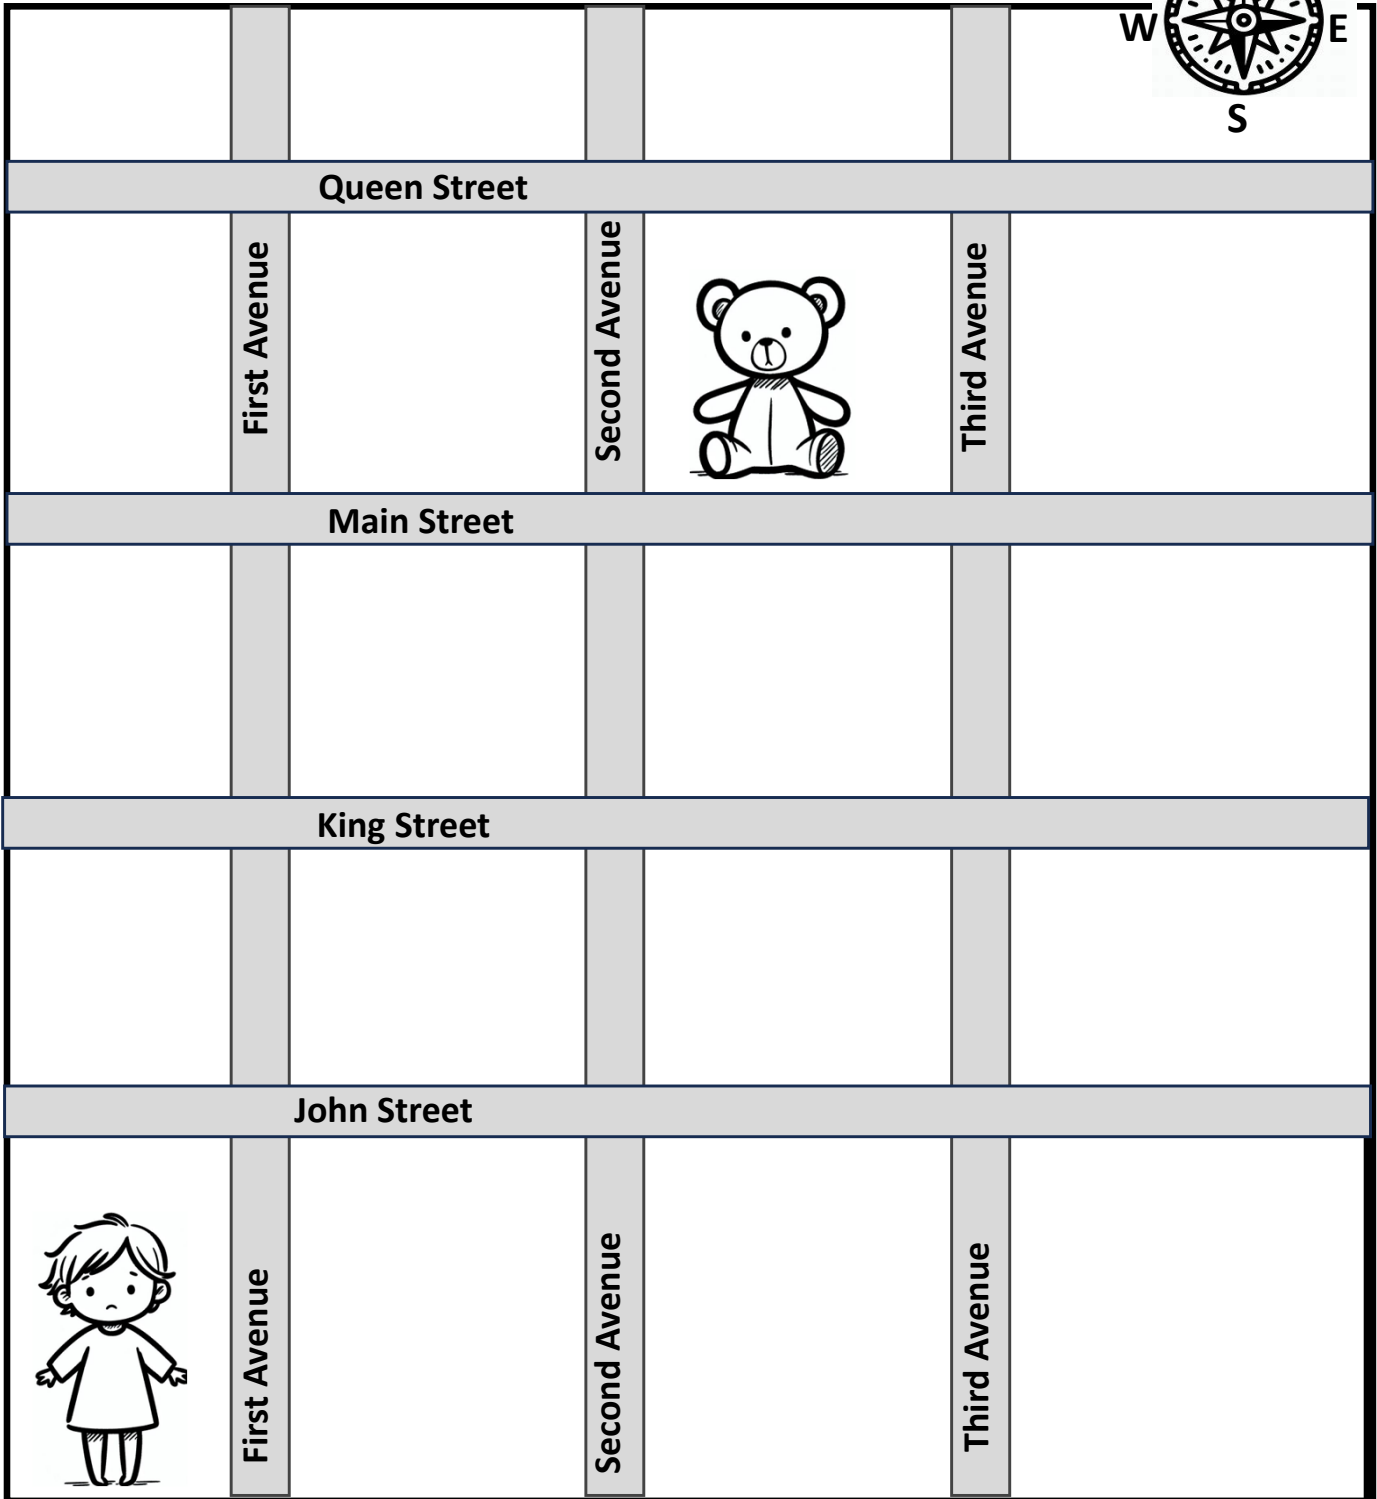 W
E
S
Queen Street
First Avenue
Second Avenue
Third Avenue
Main Street
King Street
John Street
First Avenue
Second Avenue
Third Avenue